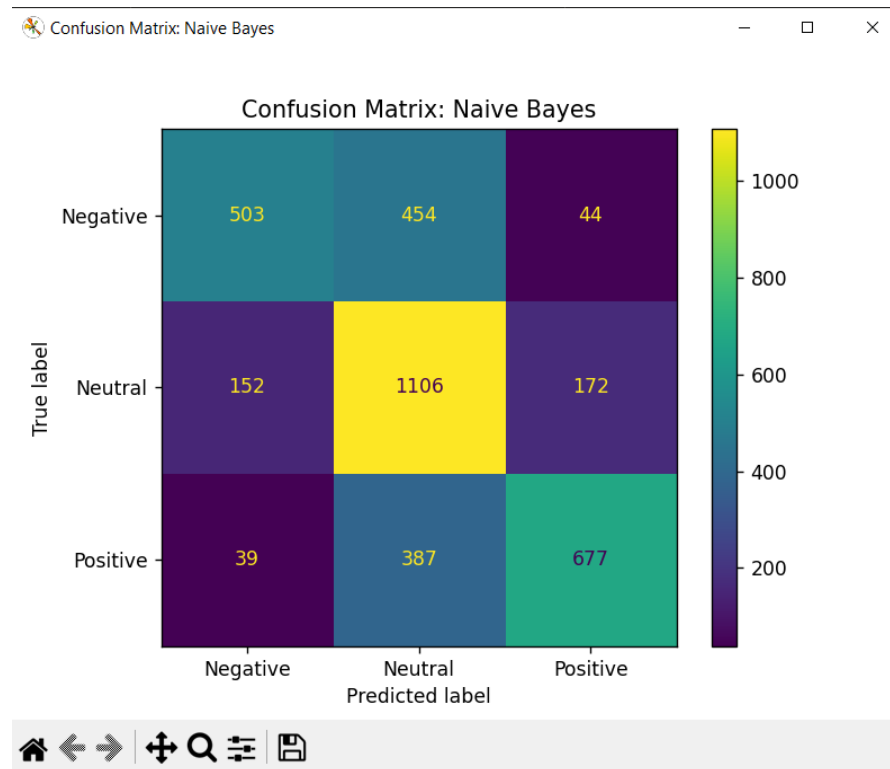 Confusion Matrix: Naive Bayes
Confusion Matrix: Naive Bayes
Negative 503 454 44
Neutral 152 1106 172
Positive 39 387 677
True label
Negative Neutral Positive
Predicted label
1000
800
600
400
200